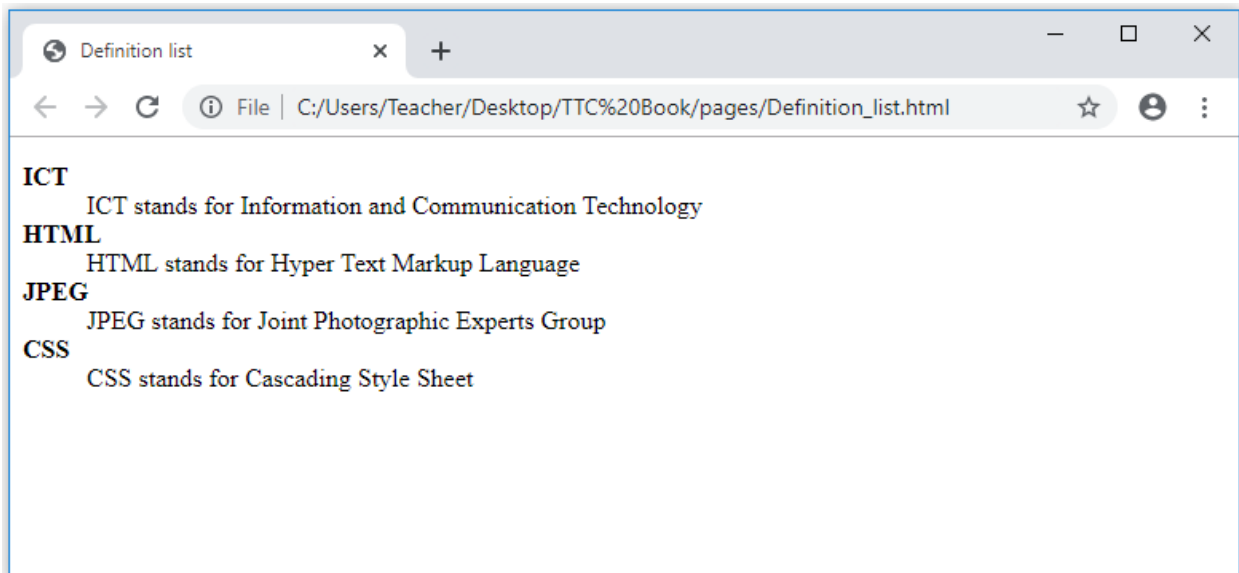 Definition list
File C:/Users/Teacher/Desktop/TTC%20Book/pages/Definition_list.html
ICT
ICT stands for Information and Communication Technology
HTML
HTML stands for Hyper Text Markup Language
JPEG
JPEG stands for Joint Photographic Experts Group
CSS
CSS stands for Cascading Style Sheet